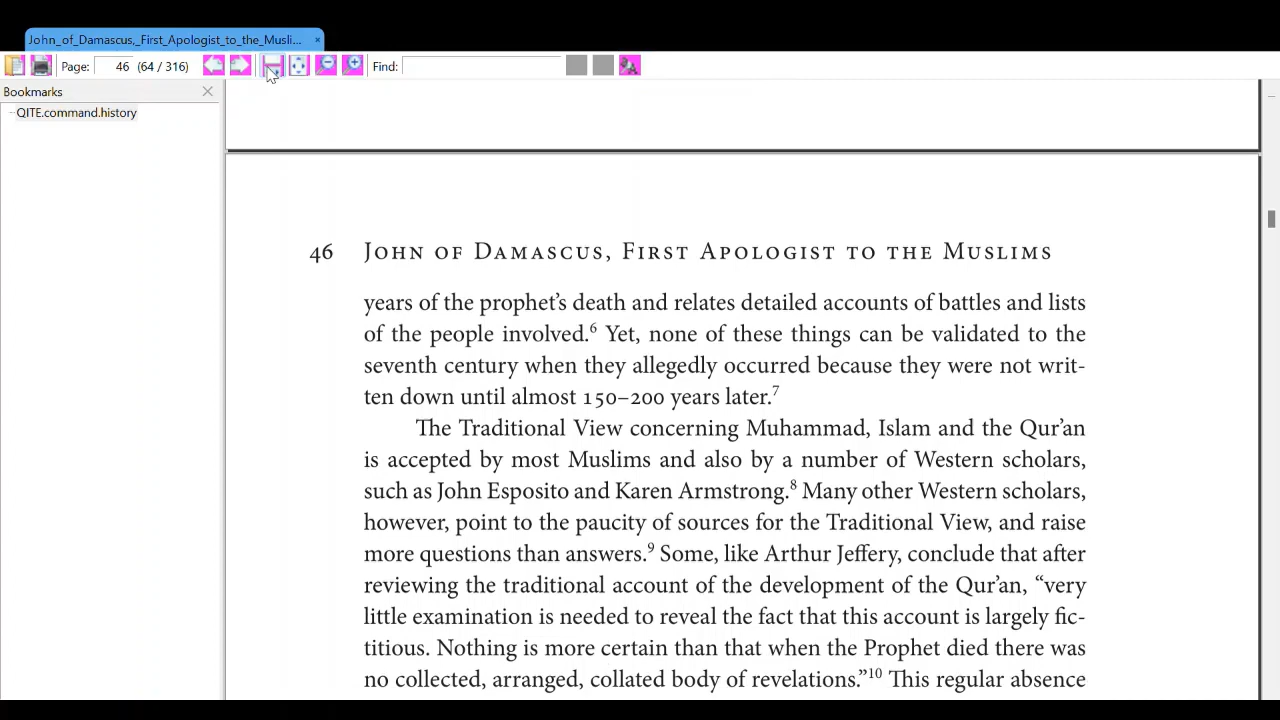 John_of_Damascus,_First_Apologist_to_the_Musli...
Page: 46 (64 / 316) Find:
Bookmarks
QITE.command.history
46 John of Damascus, First Apologist to the Muslims
years of the prophet's death and relates detailed accounts of battles and lists
of the people involved.6 Yet, none of these things can be validated to the
seventh century when they allegedly occurred because they were not writ-
ten down until almost 150–200 years later.7
The Traditional View concerning Muhammad, Islam and the Qur'an
is accepted by most Muslims and also by a number of Western scholars,
such as John Esposito and Karen Armstrong.8 Many other Western scholars,
however, point to the paucity of sources for the Traditional View, and raise
more questions than answers.9 Some, like Arthur Jeffery, conclude that after
reviewing the traditional account of the development of the Qur'an, “very
little examination is needed to reveal the fact that this account is largely fic-
titious. Nothing is more certain than that when the Prophet died there was
no collected, arranged, collated body of revelations.”10 This regular absence